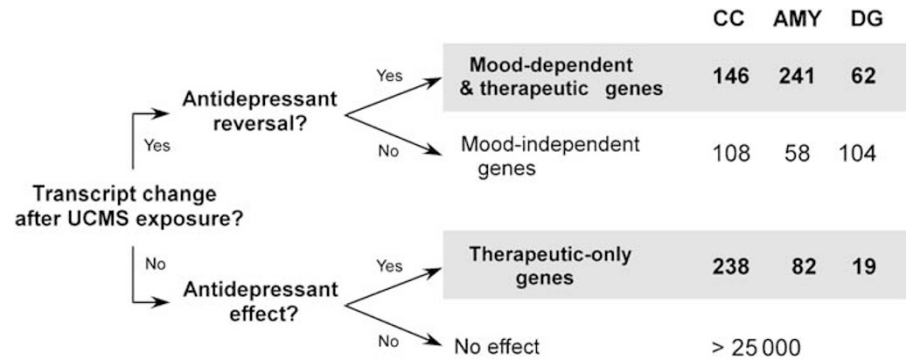 CC AMY DG
Mood-dependent
& therapeutic genes
146 241 62
Yes
Antidepressant
reversal?
Yes
No
Mood-independent
genes
108 58 104
Transcript change
after UCMS exposure?
No
Antidepressant
effect?
Yes
Therapeutic-only
genes
238 82 19
No
No effect
> 25 000